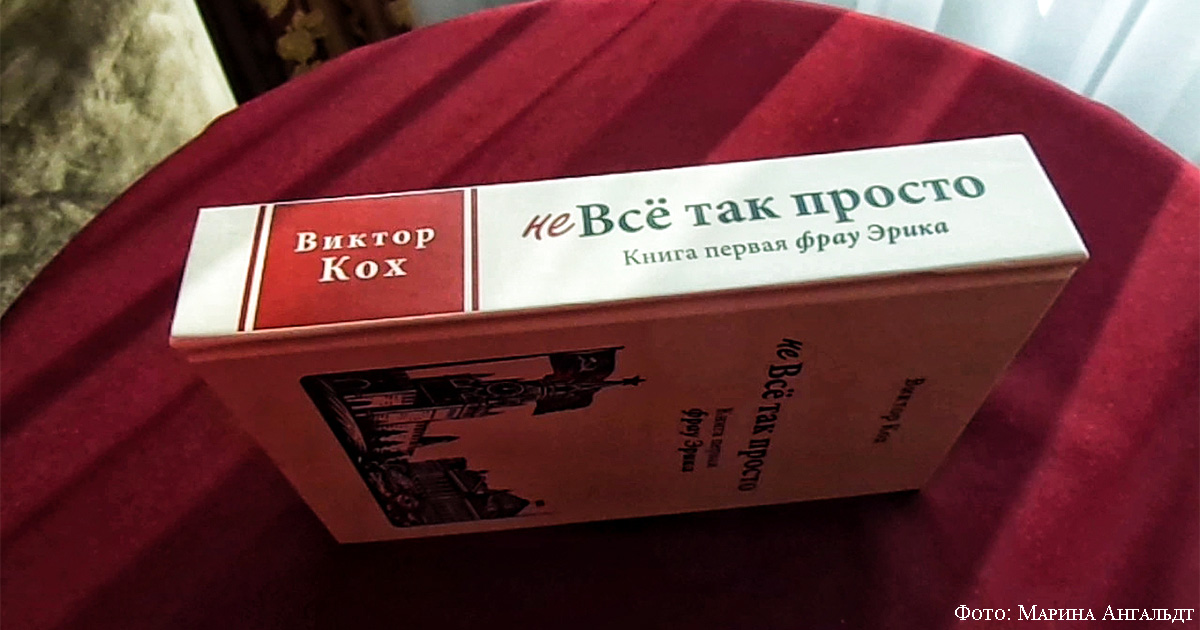 Виктор
Кох
неВсё так просто
Книга первая фрау Эрика
Виктор Кох
неВсё так просто
Книга первая
фрау Эрика
Фото: Марина Ангальдт